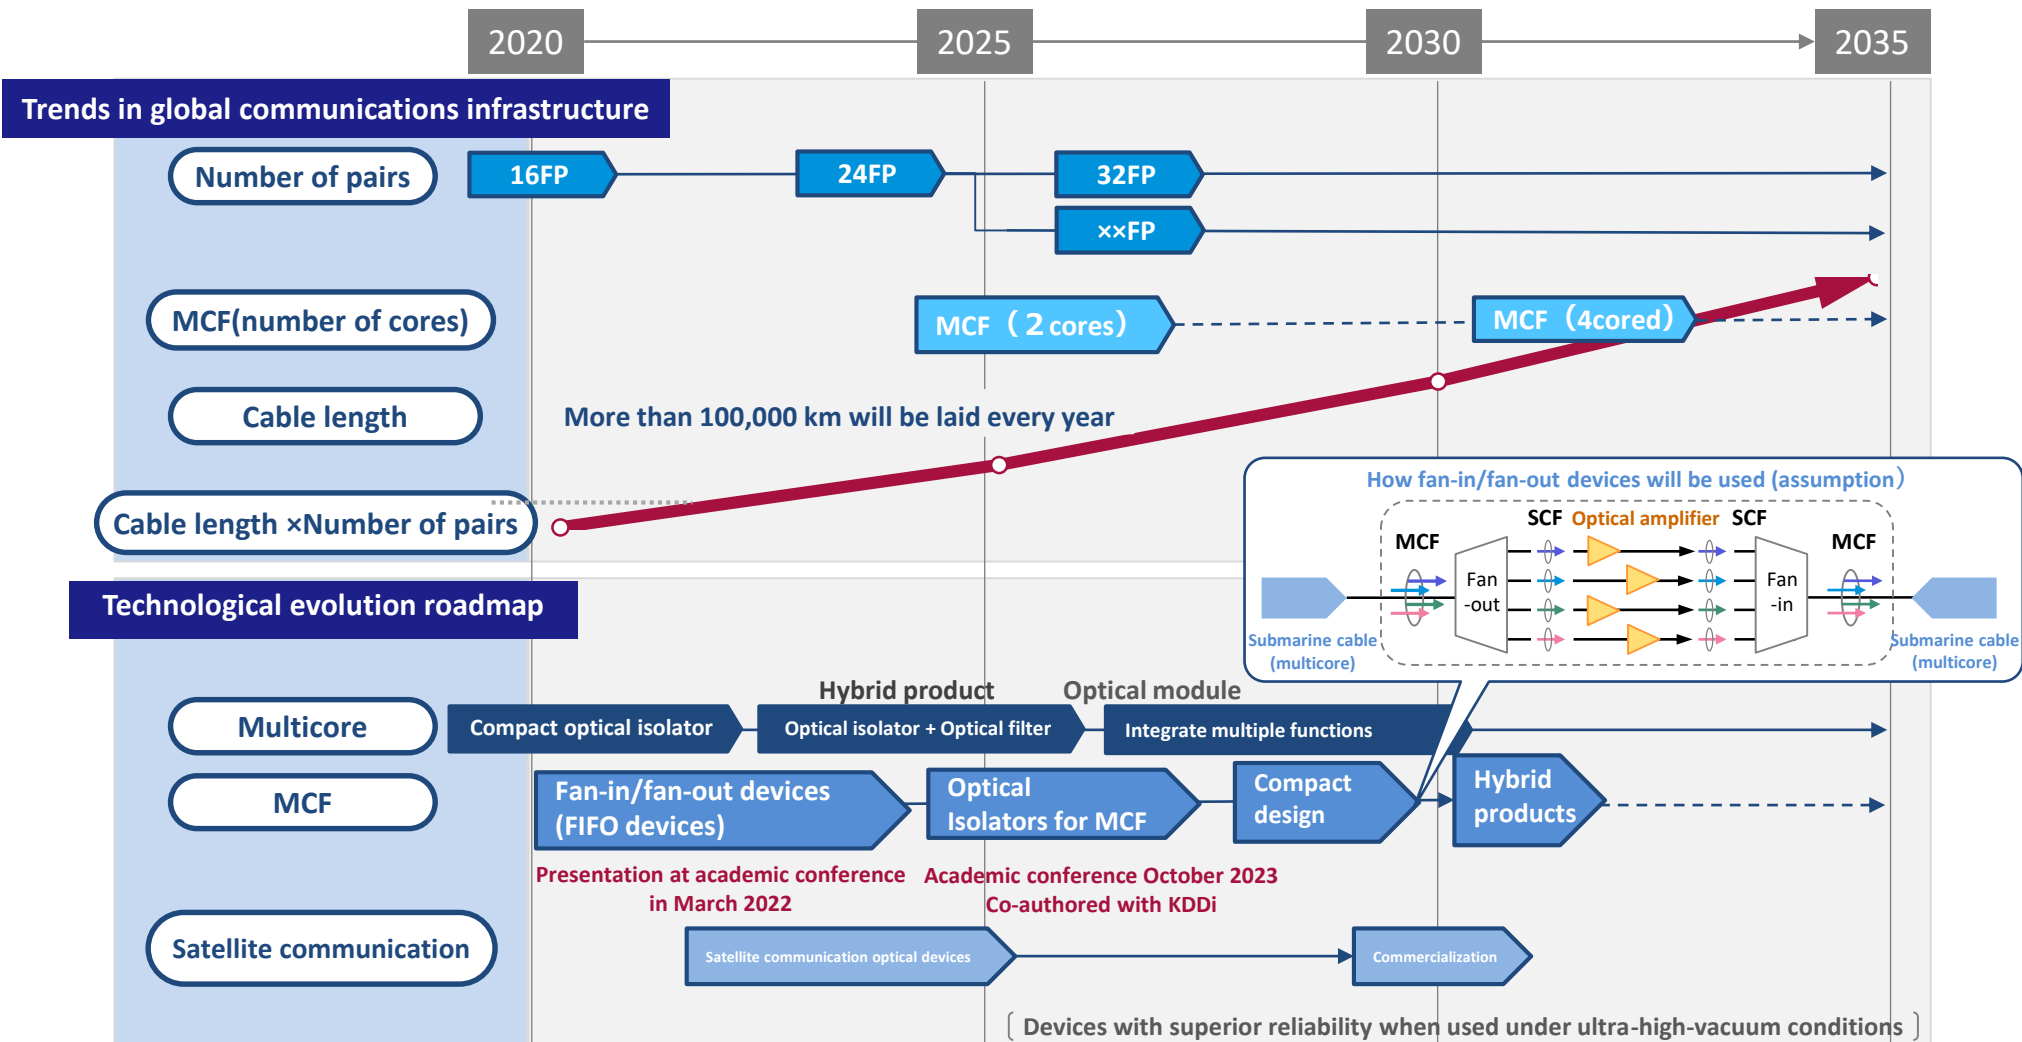 2020
2025
2030
2035
Trends in global communications infrastructure
Number of pairs
16FP
24FP
32FP
××FP
MCF(number of cores)
MCF（２cores）
MCF（4cored）
Cable length
More than 100,000 km will be laid every year
Cable length ×Number of pairs
How fan-in/fan-out devices will be used (assumption）
SCF
Optical amplifier
SCF
MCF
MCF
Fan
-out
Fan
-in
Submarine cable
(multicore)
Submarine cable
(multicore)
Technological evolution roadmap
Hybrid product
Optical module
Multicore
Compact optical isolator
Optical isolator + Optical filter
Integrate multiple functions
MCF
Fan-in/fan-out devices
(FIFO devices)
Optical
Isolators for MCF
Compact
design
Hybrid
products
Presentation at academic conference
in March 2022
Academic conference October 2023
Co-authored with KDDi
Satellite communication
Satellite communication optical devices
Commercialization
[ Devices with superior reliability when used under ultra-high-vacuum conditions ]